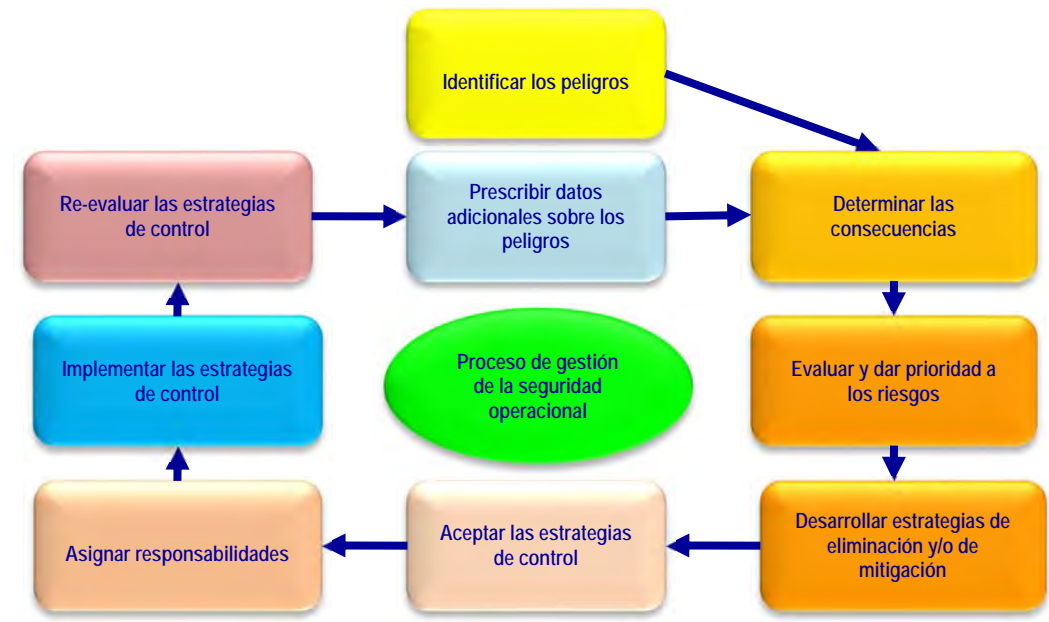 Identificar los peligros
Re-evaluar las estrategias
de control
Prescribir datos
adicionales sobre los
peligros
Determinar las
consecuencias
Implementar las estrategias
de control
Proceso de gestión
de la seguridad
operacional
Evaluar y dar prioridad a
los riesgos
Asignar responsabilidades
Aceptar las estrategias
de control
Desarrollar estrategias de
eliminación y/o de
mitigación